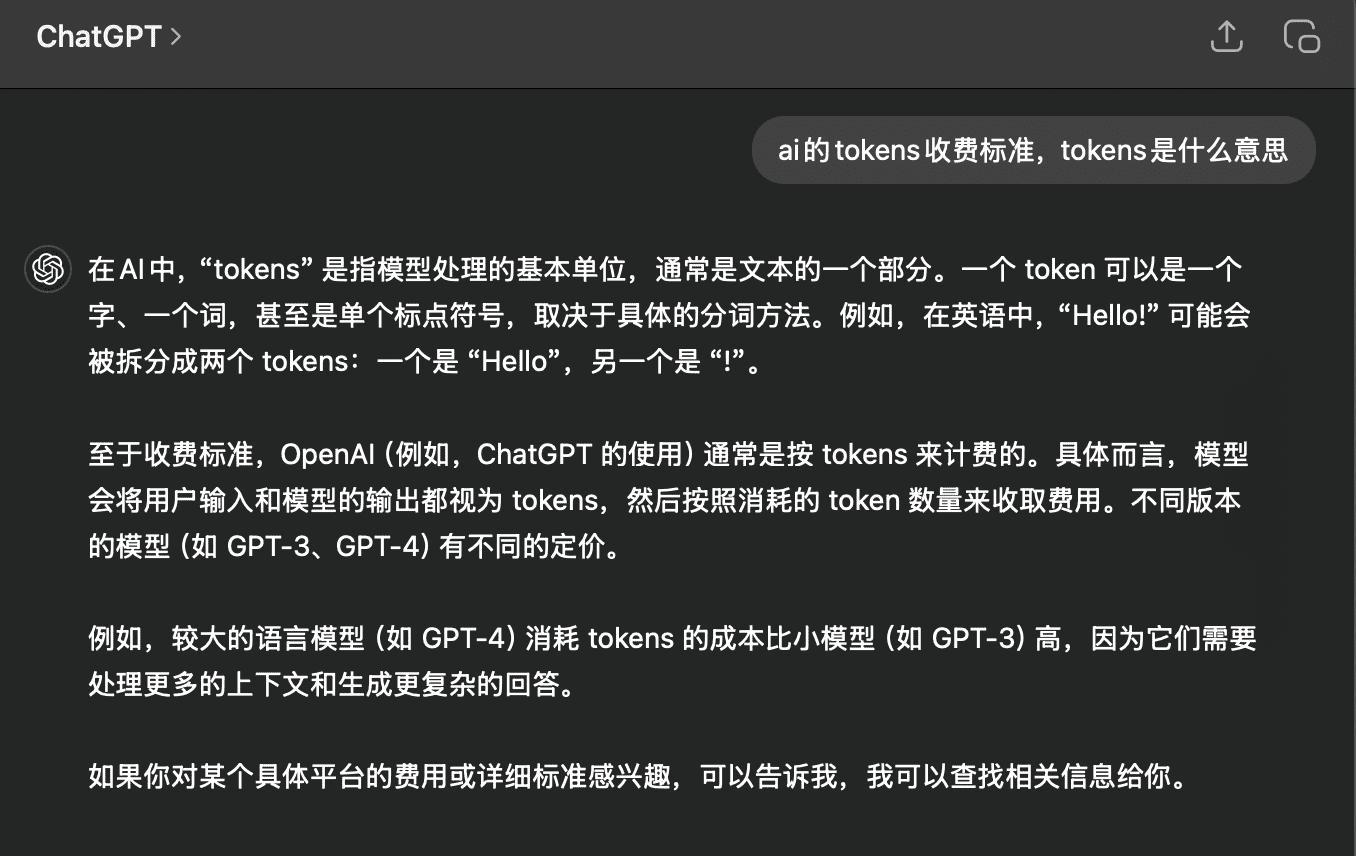 ChatGPT
ai的tokens收费标准，tokens是什么意思
在AI中，“tokens” 是指模型处理的基本单位，通常是文本的一个部分。一个 token 可以是一个
字、一个词，甚至是单个标点符号，取决于具体的分词方法。例如，在英语中，“Hello!” 可能会
被拆分成两个 tokens：一个是 “Hello”，另一个是 “!”。
至于收费标准，OpenAI（例如，ChatGPT 的使用）通常是按 tokens 来计费的。具体而言，模型
会将用户输入和模型的输出都视为 tokens，然后按照消耗的 token 数量来收取费用。不同版本
的模型（如 GPT-3、GPT-4）有不同的定价。
例如，较大的语言模型（如 GPT-4）消耗 tokens 的成本比小模型（如 GPT-3）高，因为它们需要
处理更多的上下文和生成更复杂的回答。
如果你对某个具体平台的费用或详细标准感兴趣，可以告诉我，我可以查找相关信息给你。